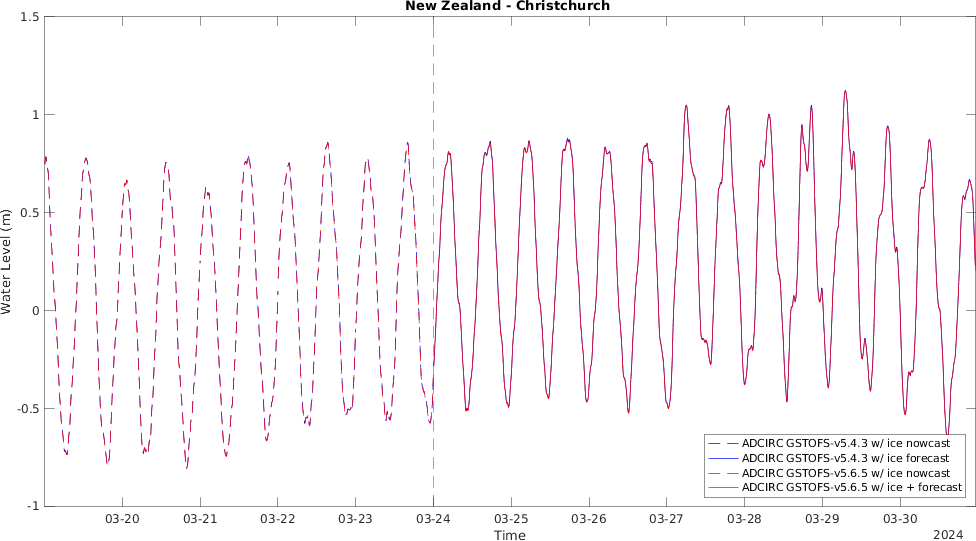 New Zealand - Christchurch
1.5
1
0.5
0
-0.5
-1
Water Level (m)
03-20 03-21 03-22 03-23 03-24 03-25 03-26 03-27 03-28 03-29 03-30
Time
2024
ADCIRC GSTOFS-v5.4.3 w/ ice nowcast
ADCIRC GSTOFS-v5.4.3 w/ ice forecast
ADCIRC GSTOFS-v5.6.5 w/ ice nowcast
ADCIRC GSTOFS-v5.6.5 w/ ice + forecast